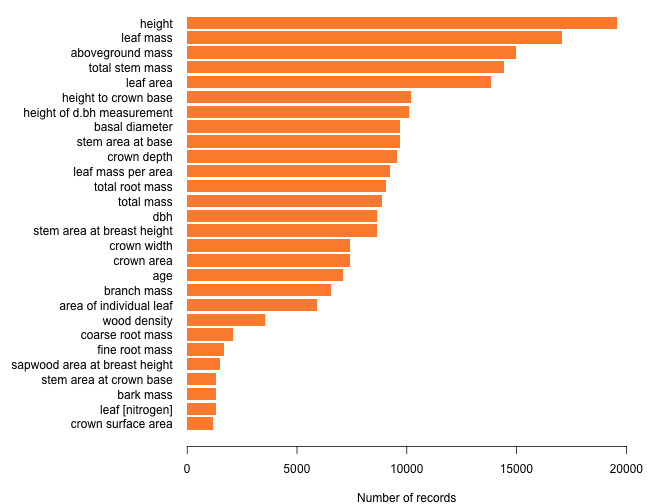 height
leaf mass
aboveground mass
total stem mass
leaf area
height to crown base
height of d.bh measurement
basal diameter
stem area at base
crown depth
leaf mass per area
total root mass
total mass
dbh
stem area at breast height
crown width
crown area
age
branch mass
area of individual leaf
wood density
coarse root mass
fine root mass
sapwood area at breast height
stem area at crown base
bark mass
leaf [nitrogen]
crown surface area
0 5000 10000 15000 20000
Number of records